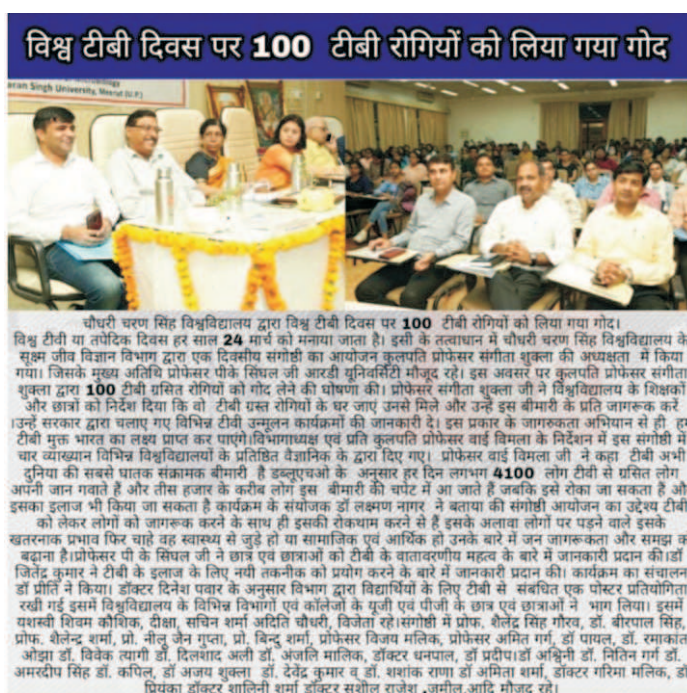 विश्व टीबी दिवस पर 100 टीबी रोगियों को लिया गया गोद
aran Singh University, Meerut (U.P.)
चौधरी चरण सिंह विश्वविद्यालय द्वारा विश्व टीबी दिवस पर 100 टीबी रोगियों को लिया गया गोद।
विश्व टीवी या तपेदिक दिवस हर साल 24 मार्च को मनाया जाता है। इसी के तत्वाधान में चौधरी चरण सिंह विश्वविद्यालय के
सूक्ष्म जीव विज्ञान विभाग द्वारा एक दिवसीय संगोष्ठी का आयोजन कुलपति प्रोफेसर संगीता शुक्ला की अध्यक्षता में किया
गया। जिसके मुख्य अतिथि प्रोफेसर पीके सिंघल जी आरडी यूनिवर्सिटी मौजूद रहे। इस अवसर पर कुलपति प्रोफेसर संगीता
शुक्ला द्वारा 100 टीबी ग्रसित रोगियों को गोद लेने की घोषणा की। प्रोफेसर संगीता शुक्ला जी ने विश्वविद्यालय के शिक्षकों
और छात्रों को निर्देश दिया कि वो टीबी ग्रस्त रोगियों के घर जाएं उनसे मिले और उन्हें इस बीमारी के प्रति जागरूक करें
।उन्हें सरकार द्वारा चलाए गए विभिन्न टीवी उन्मूलन कार्यक्रमों की जानकारी दे। इस प्रकार के जागरुकता अभियान से ही हम
टीबी मुक्त भारत का लक्ष्य प्राप्त कर पाएंगे।विभागाध्यक्ष एवं प्रति कुलपति प्रोफेसर वाई विमला के निर्देशन में इस संगोष्ठी में
चार व्याख्यान विभिन्न विश्वविद्यालयों के प्रतिष्ठित वैज्ञानिक के द्वारा दिए गए। प्रोफेसर वाई विमला जी ने कहा टीबी अभी
दुनिया की सबसे घातक संक्रामक बीमारी है डब्लूएचओ के अनुसार हर दिन लगभग 4100 लोग टीवी से ग्रसित लोग
अपनी जान गवाते हैं और तीस हजार के करीब लोग इस बीमारी की चपेट में आ जाते हैं जबकि इसे रोका जा सकता हैं और
इसका इलाज भी किया जा सकता है कार्यक्रम के संयोजक डॉ लक्ष्मण नागर ने बताया की संगोष्ठी आयोजन का उद्देश्य टीबी
को लेकर लोगों को जागरूक करने के साथ ही इसकी रोकथाम करने से हैं इसके अलावा लोगों पर पड़ने वाले इसके
खतरनाक प्रभाव फिर चाहे वह स्वास्थ्य से जुड़े हो या सामाजिक एवं आर्थिक हो उनके बारे में जन जागरूकता और समझ को
बढ़ाना है।प्रोफेसर पी के सिंघल जी ने छात्र एवं छात्राओं को टीबी के वातावरणीय महत्व के बारे में जानकारी प्रदान की।डॉ
जितेंद्र कुमार ने टीबी के इलाज के लिए नयी तकनीक को प्रयोग करने के बारे में जानकारी प्रदान की। कार्यक्रम का संचालन
डॉ प्रीति ने किया। डॉक्टर दिनेश पवार के अनुसार विभाग द्वारा विद्यार्थियों के लिए टीबी से संबंधित एक पोस्टर प्रतियोगिता
रखी गई इसमें विश्वविद्यालय के विभिन्न विभागों एवं कॉलेजों के यूजी एवं पीजी के छात्र एवं छात्राओं ने भाग लिया। इसमें
यशस्वी शिवम कौशिक, दीक्षा, सचिन शर्मा अदिति चौधरी, विजेता रहे।संगोष्ठी में प्रोफ. शैलेंद्र सिंह गौरव, डॉ. बीरपाल सिंह,
प्रोफ. शैलेन्द्र शर्मा, प्रो. नीलू जैन गुप्ता, प्रो. बिन्दु शर्मा, प्रोफेसर विजय मलिक, प्रोफेसर अमित गर्ग, डॉ पायल, डॉ. रमाकांत
ओझा डॉ. विवेक त्यागी डॉ. दिलशाद अली डॉ. अंजलि मालिक, डॉक्टर धनपाल, डॉ प्रदीप।डॉ अश्विनी डॉ. नितिन गर्ग डॉ.
अमरदीप सिंह डॉ. कपिल, डॉ अजय शुक्ला डॉ. देवेंद्र कुमार व डॉ. शशांक राणा डॉ अमिता शर्मा, डॉक्टर गरिमा मलिक, डॉ
प्रियंका डॉक्टर शालिनी शर्मा डॉक्टर सुशील राजेश ,जमील आदि मौजूद रहे।